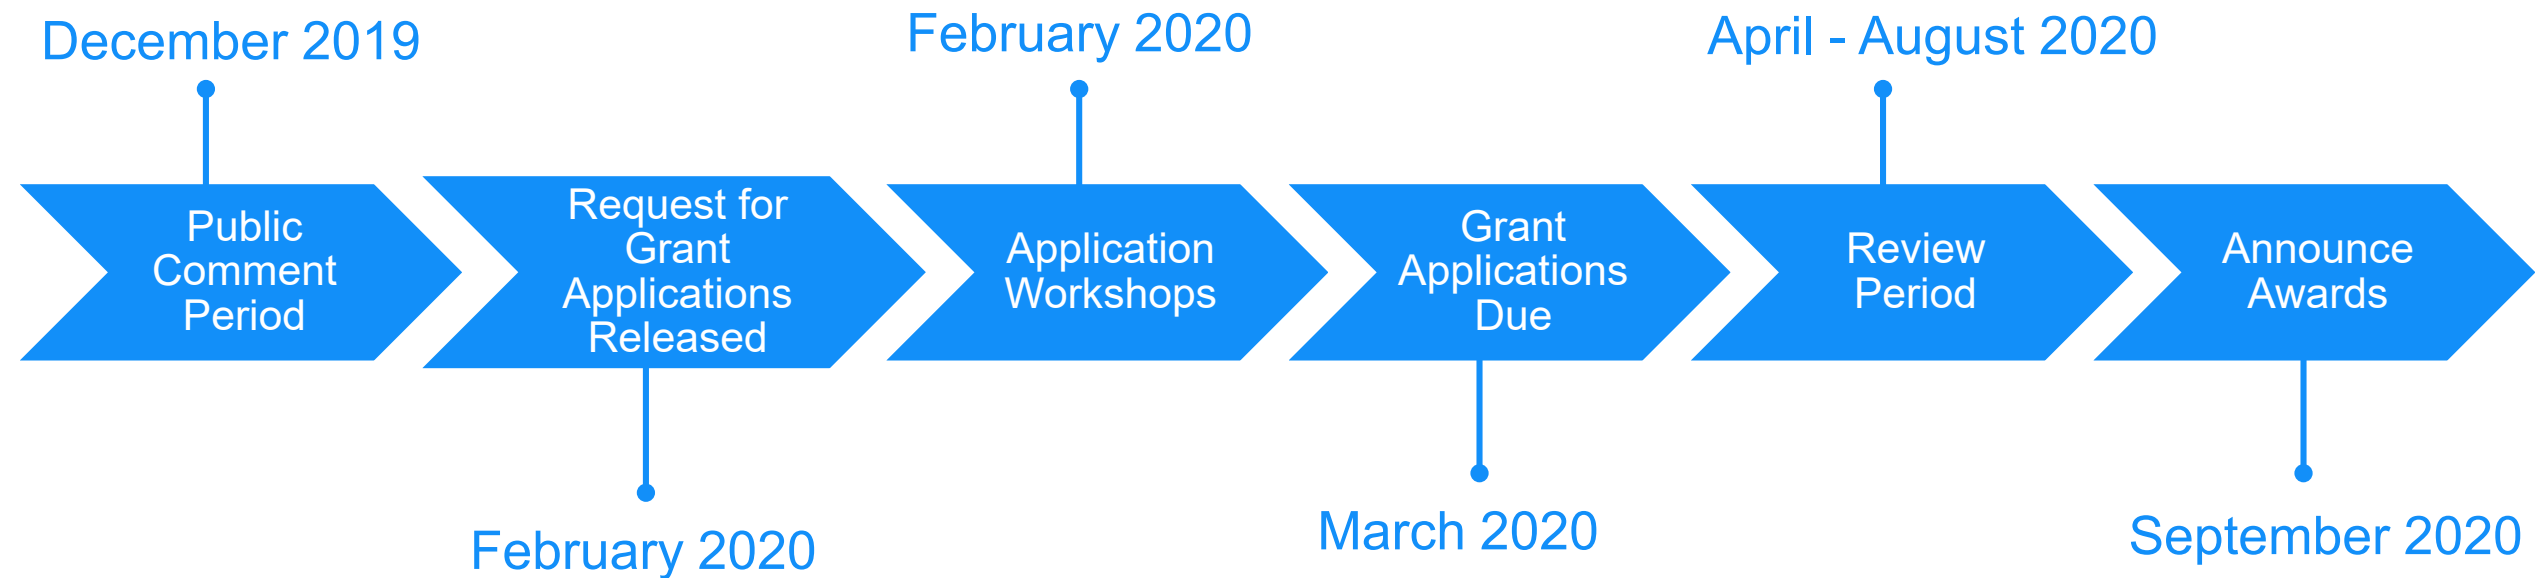 December 2019
Public
Comment
Period
Request for
Grant
Applications
Released
February 2020
February 2020
Application
Workshops
Grant
Applications
Due
March 2020
April - August 2020
Review
Period
Announce
Awards
September 2020